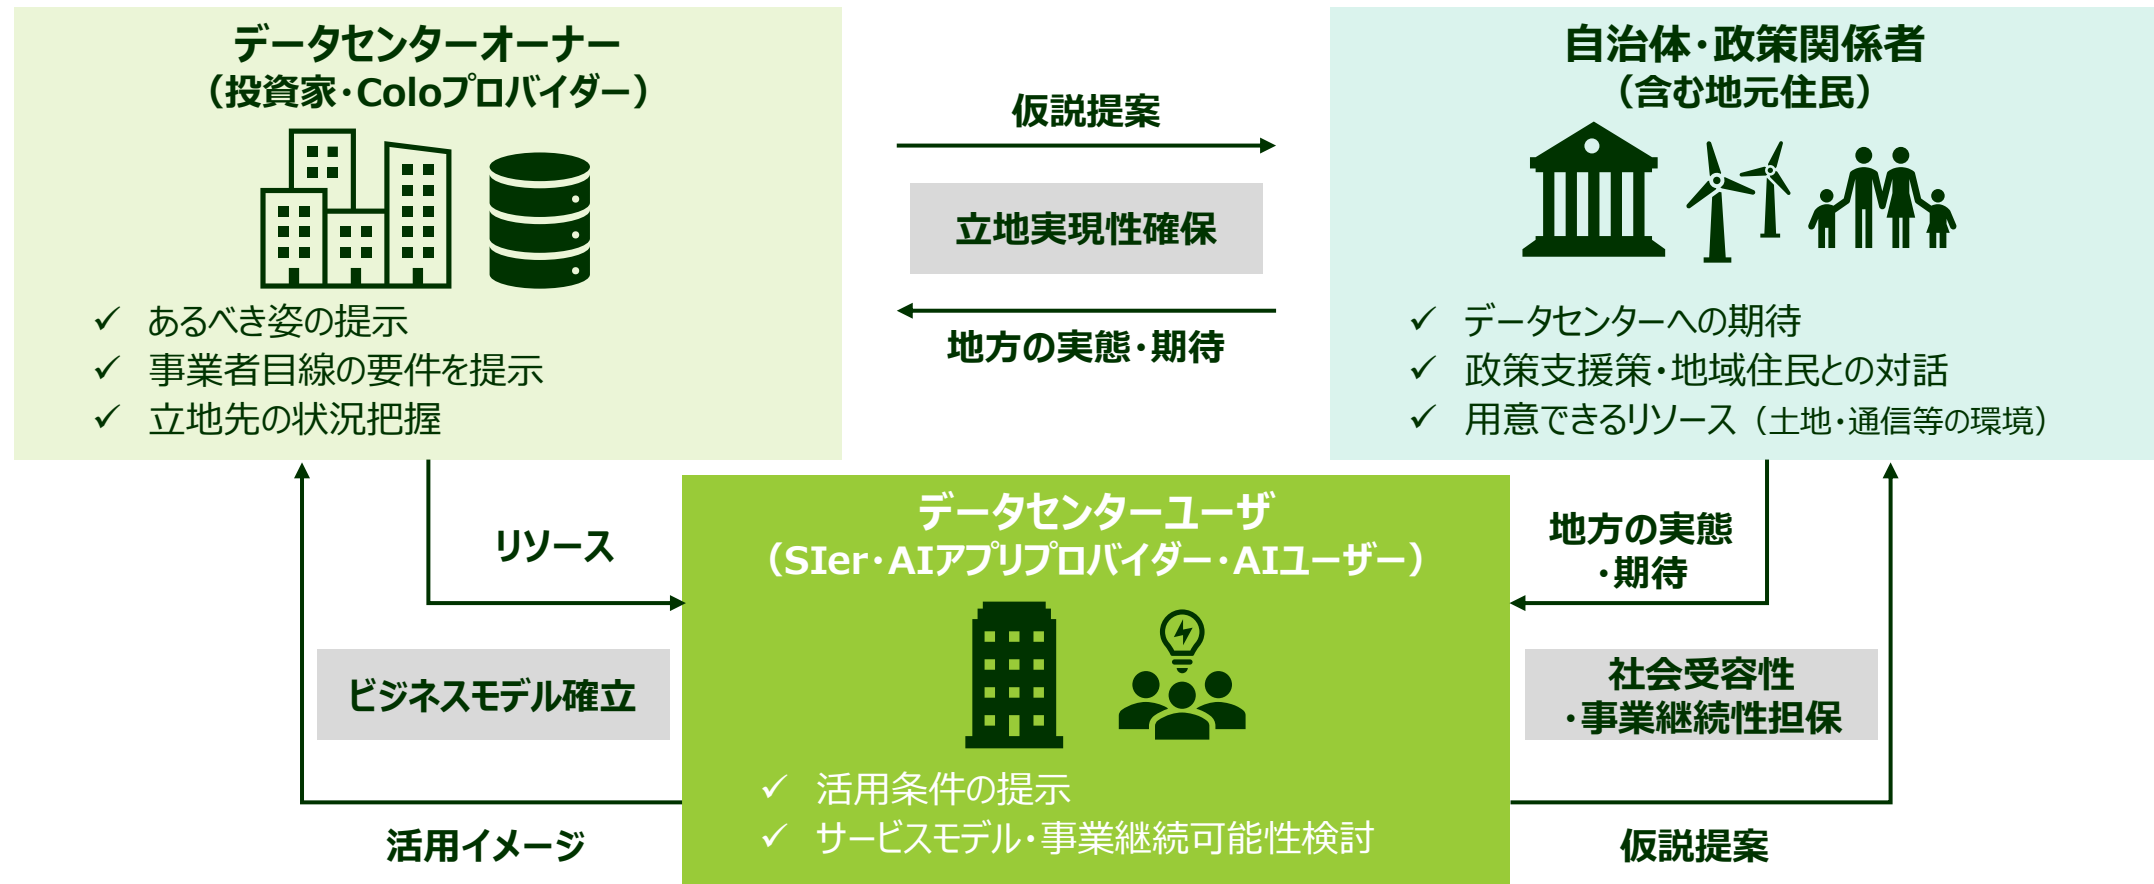 データセンターオーナー
（投資家・Coloプロバイダー）
✓ あるべき姿の提示
✓ 事業者目線の要件を提示
✓ 立地先の状況把握
仮説提案
立地実現性確保
地方の実態・期待
自治体・政策関係者
（含む地元住民）
✓ データセンターへの期待
✓ 政策支援策・地域住民との対話
✓ 用意できるリソース（土地・通信等の環境）
リソース
ビジネスモデル確立
活用イメージ
データセンターユーザ
（SIer・AIアプリプロバイダー・AIユーザー）
✓ 活用条件の提示
✓ サービスモデル・事業継続可能性検討
地方の実態
・期待
社会受容性
・事業継続性担保
仮説提案